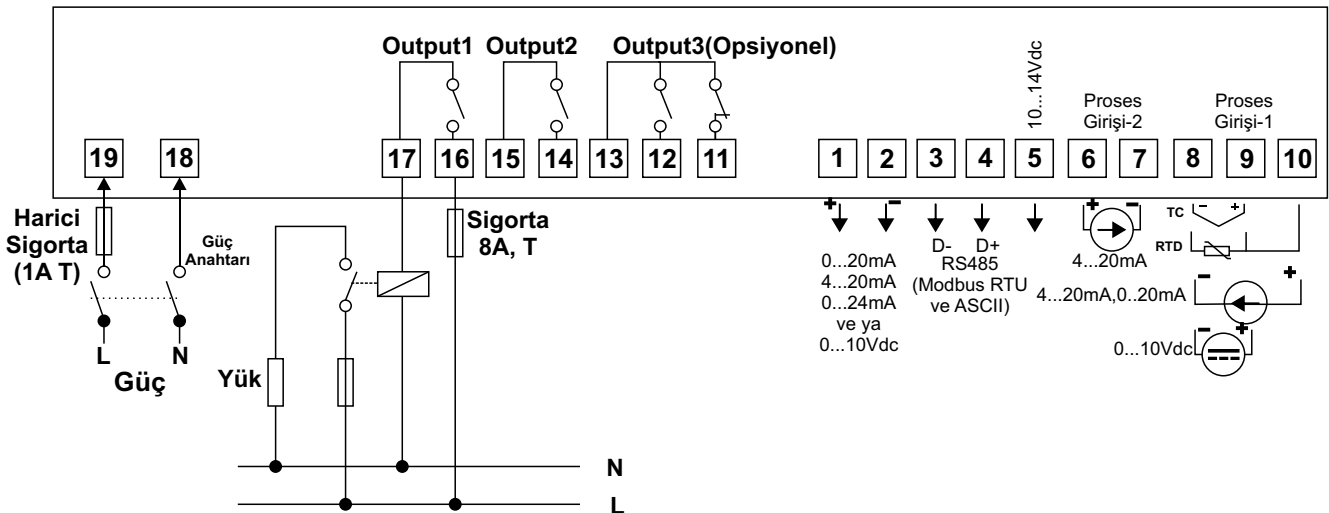 Output1
Output2
Output3(Opsiyonel)
10...14Vdc
Proses
Girişi-2
Proses
Girişi-1
19
18
17
16
15
14
13
12
11
1
2
3
4
5
6
7
8
9
10
Harici
Sigorta
(1A T)
Güç
Anahtarı
L
N
Güç
Yük
Sigorta
8A, T
N
L
+
-
0...20mA
4...20mA
0...24mA
ve ya
0...10Vdc
D-
D+
RS485
(Modbus RTU
ve ASCII)
+
-
4...20mA
TC
-
+
RTD
-
+
4...20mA,0..20mA
-
+
0...10Vdc